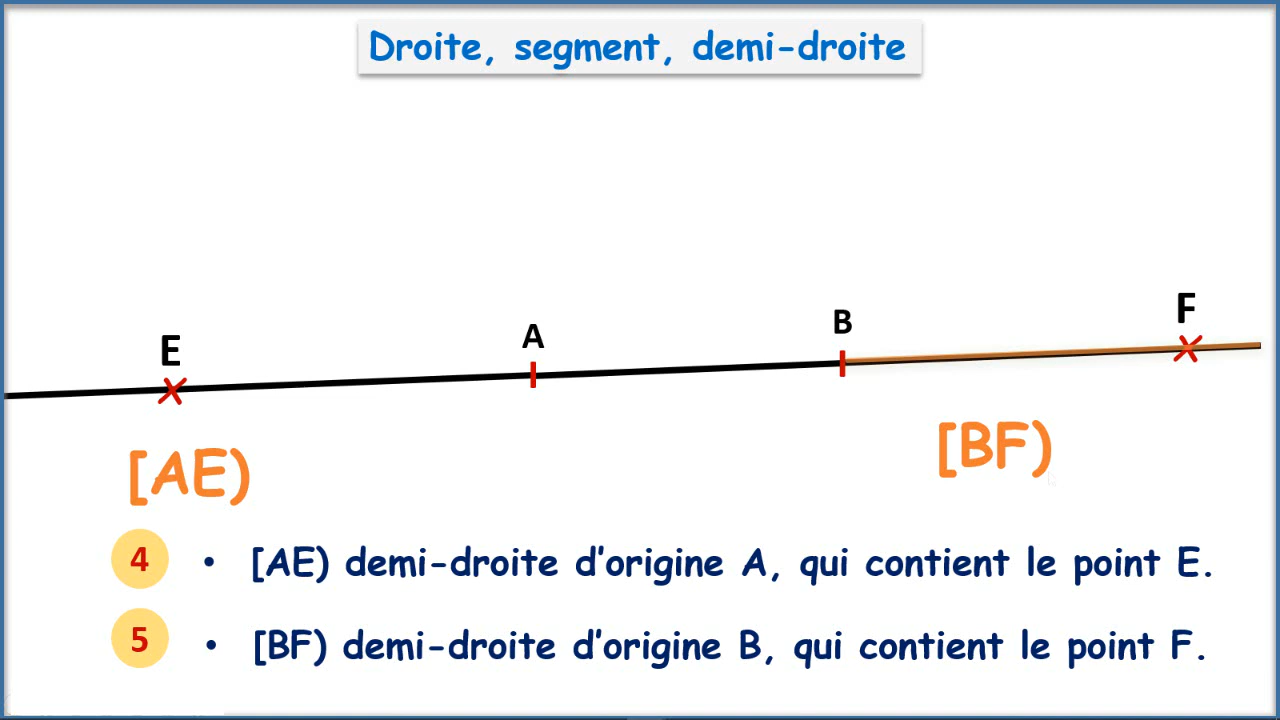 Droite, segment, demi-droite
E
A
B
F
[AE)
[BF)
4 • [AE) demi-droite d’origine A, qui contient le point E.
5 • [BF) demi-droite d’origine B, qui contient le point F.